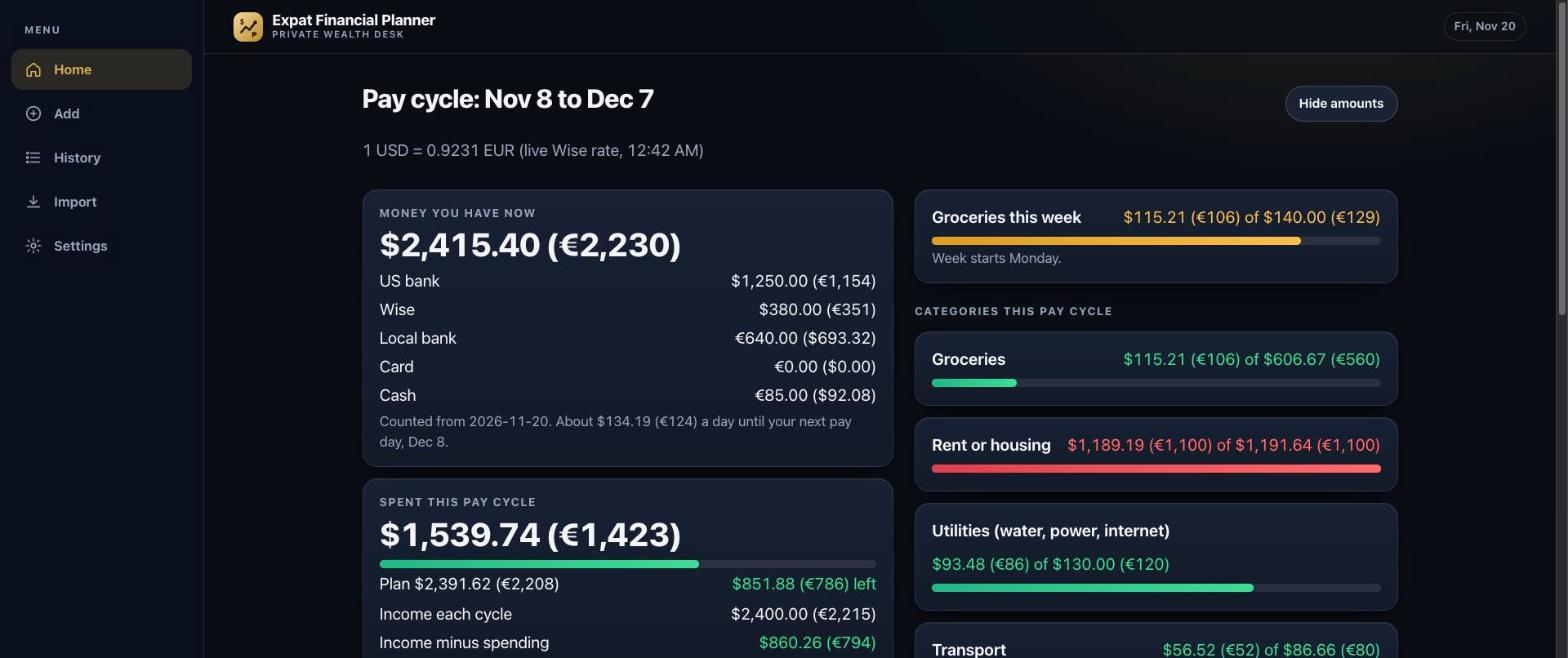 MENU
Home
Add
History
Import
Settings
Expat Financial Planner
PRIVATE WEALTH DESK
Fri, Nov 20
Pay cycle: Nov 8 to Dec 7
Hide amounts
1 USD = 0.9231 EUR (live Wise rate, 12:42 AM)
MONEY YOU HAVE NOW
$2,415.40 (€2,230)
US bank $1,250.00 (€1,154)
Wise $380.00 (€351)
Local bank €640.00 ($693.32)
Card €0.00 ($0.00)
Cash €85.00 ($92.08)
Counted from 2026-11-20. About $134.19 (€124) a day until your next pay
day, Dec 8.
SPENT THIS PAY CYCLE
$1,539.74 (€1,423)
Plan $2,391.62 (€2,208) $851.88 (€786) left
Income each cycle $2,400.00 (€2,215)
Income minus spending $860.26 (€794)
Groceries this week $115.21 (€106) of $140.00 (€129)
Week starts Monday.
CATEGORIES THIS PAY CYCLE
Groceries $115.21 (€106) of $606.67 (€560)
Rent or housing $1,189.19 (€1,100) of $1,191.64 (€1,100)
Utilities (water, power, internet)
$93.48 (€86) of $130.00 (€120)
Transport $56.52 (€52) of $86.66 (€80)